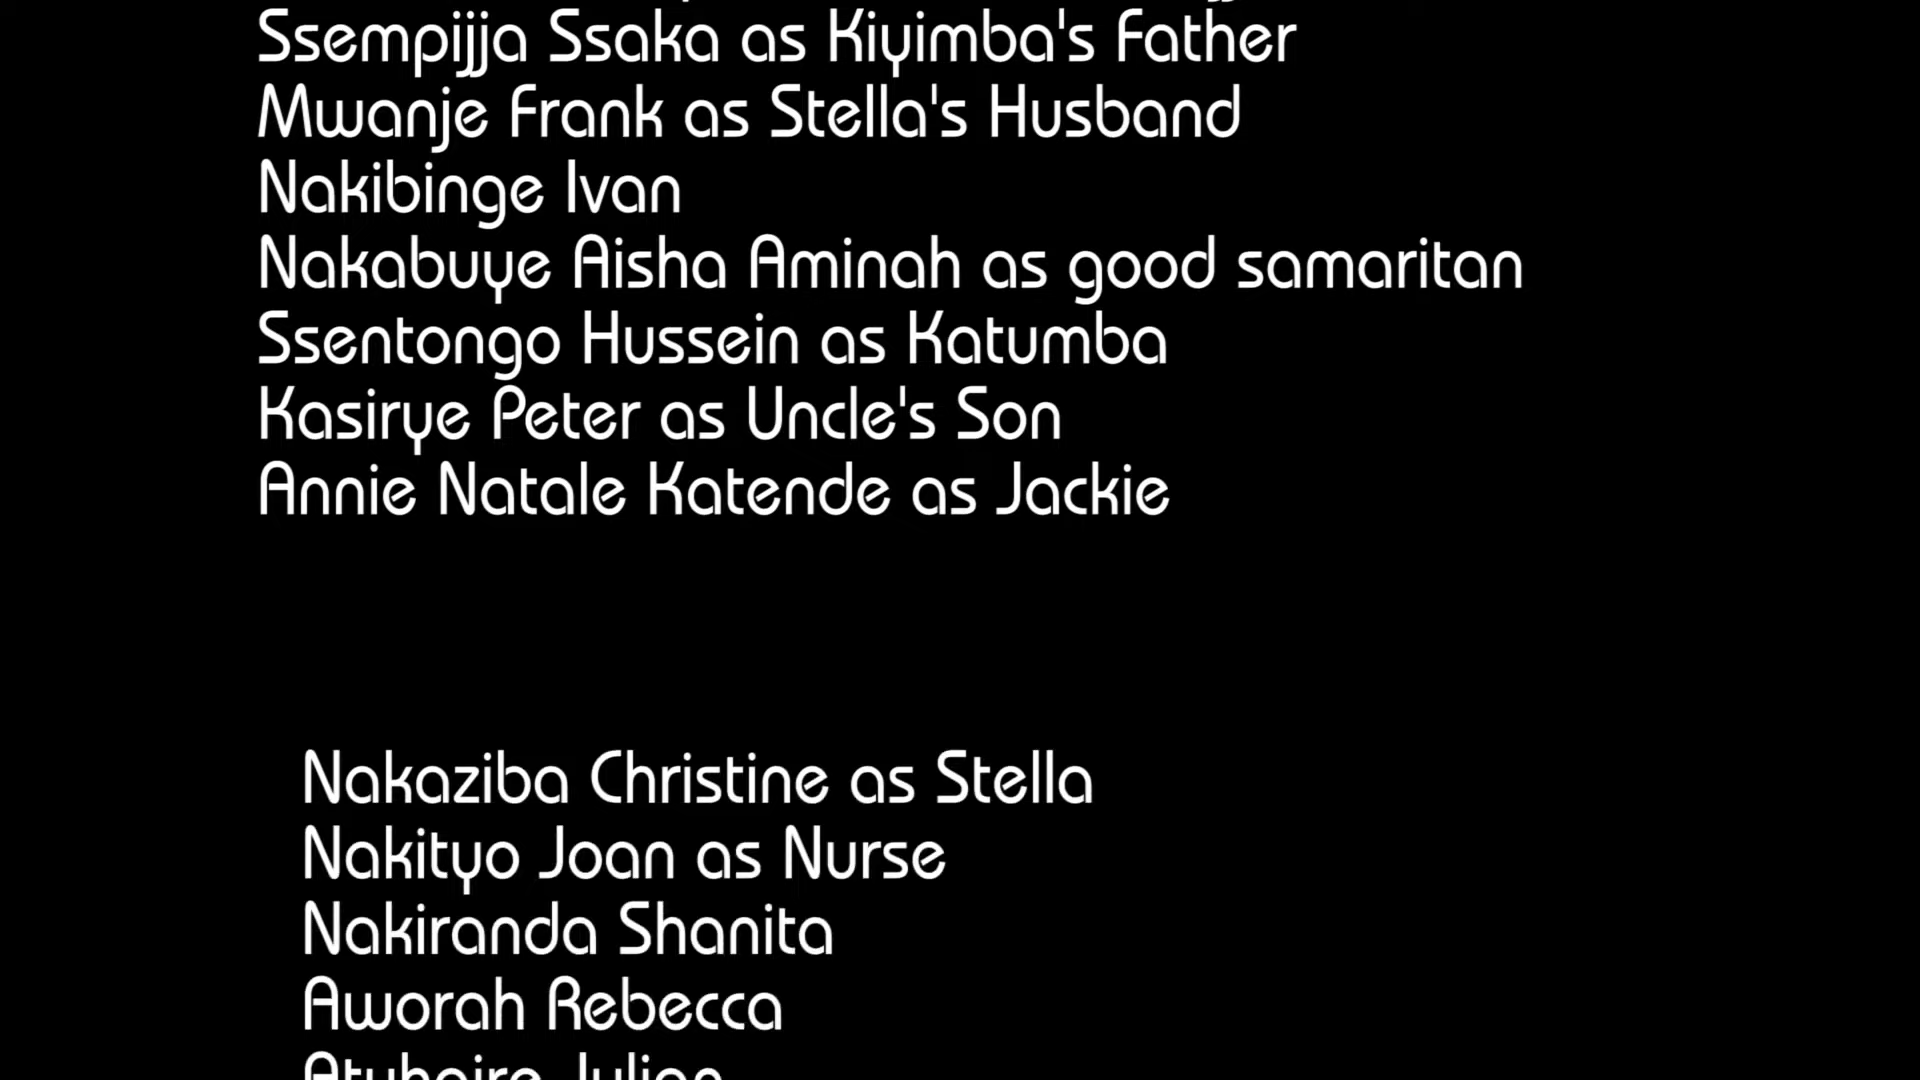 Ssempijja Ssaka as Kiyimba's Father
Mwanje Frank as Stella's Husband
Nakibinge Ivan
Nakabuye Aisha Aminah as good samaritan
Ssentongo Hussein as Katumba
Kasirye Peter as Uncle's Son
Annie Natale Katende as Jackie
Nakaziba Christine as Stella
Nakityo Joan as Nurse
Nakiranda Shanita
Aworah Rebecca
Atuhaire Julian